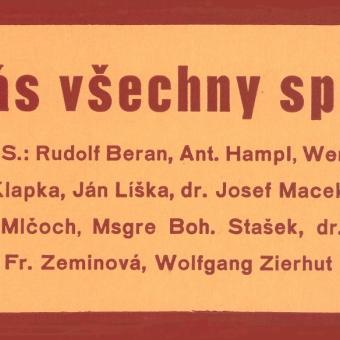 ás všechny sp
S.: Rudolf Beran, Ant. Hampl, Wer
Klapka, Ján Líška, dr. Josef Macek
Mlčoch, Msgre Boh. Stašek, dr.
Fr. Zeminová, Wolfgang Zierhut